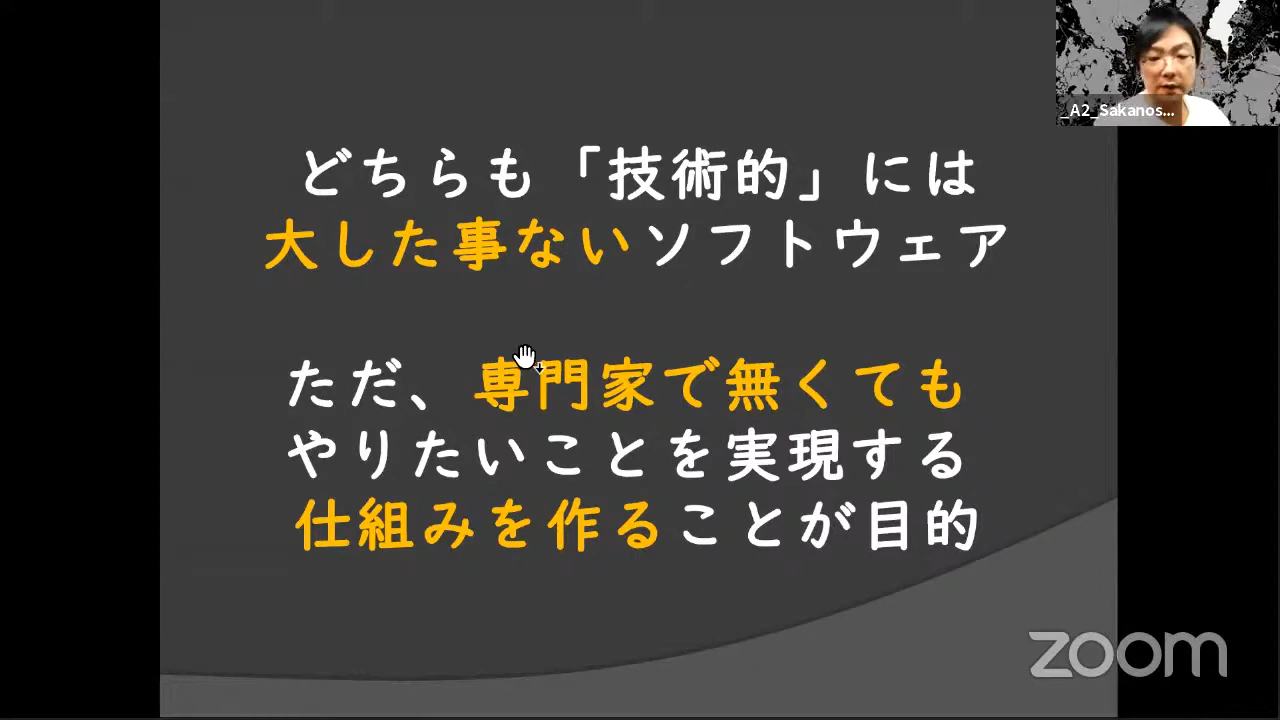 どちらも「技術的」には
大した事ないソフトウェア
ただ、専門家で無くても
やりたいことを実現する
仕組みを作ることが目的
_A2_Sakanos...
zoom